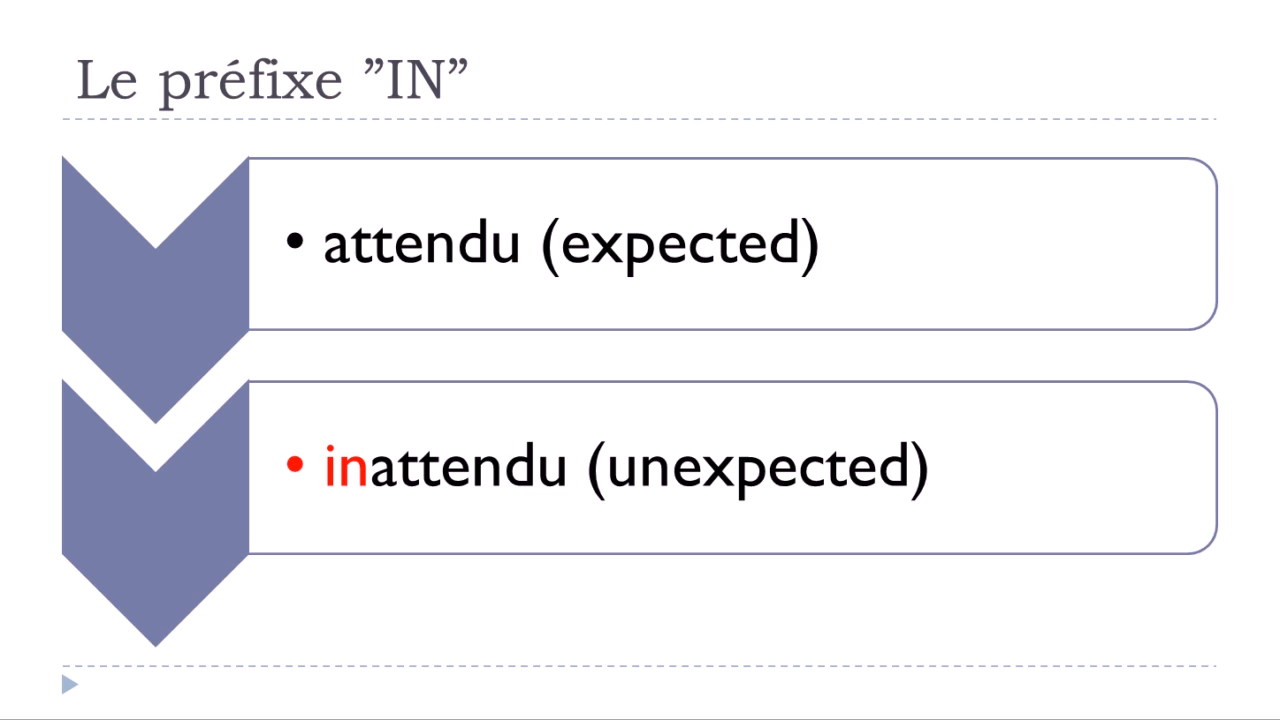 Le préfixe ”IN”
• attendu (expected)
• inattendu (unexpected)